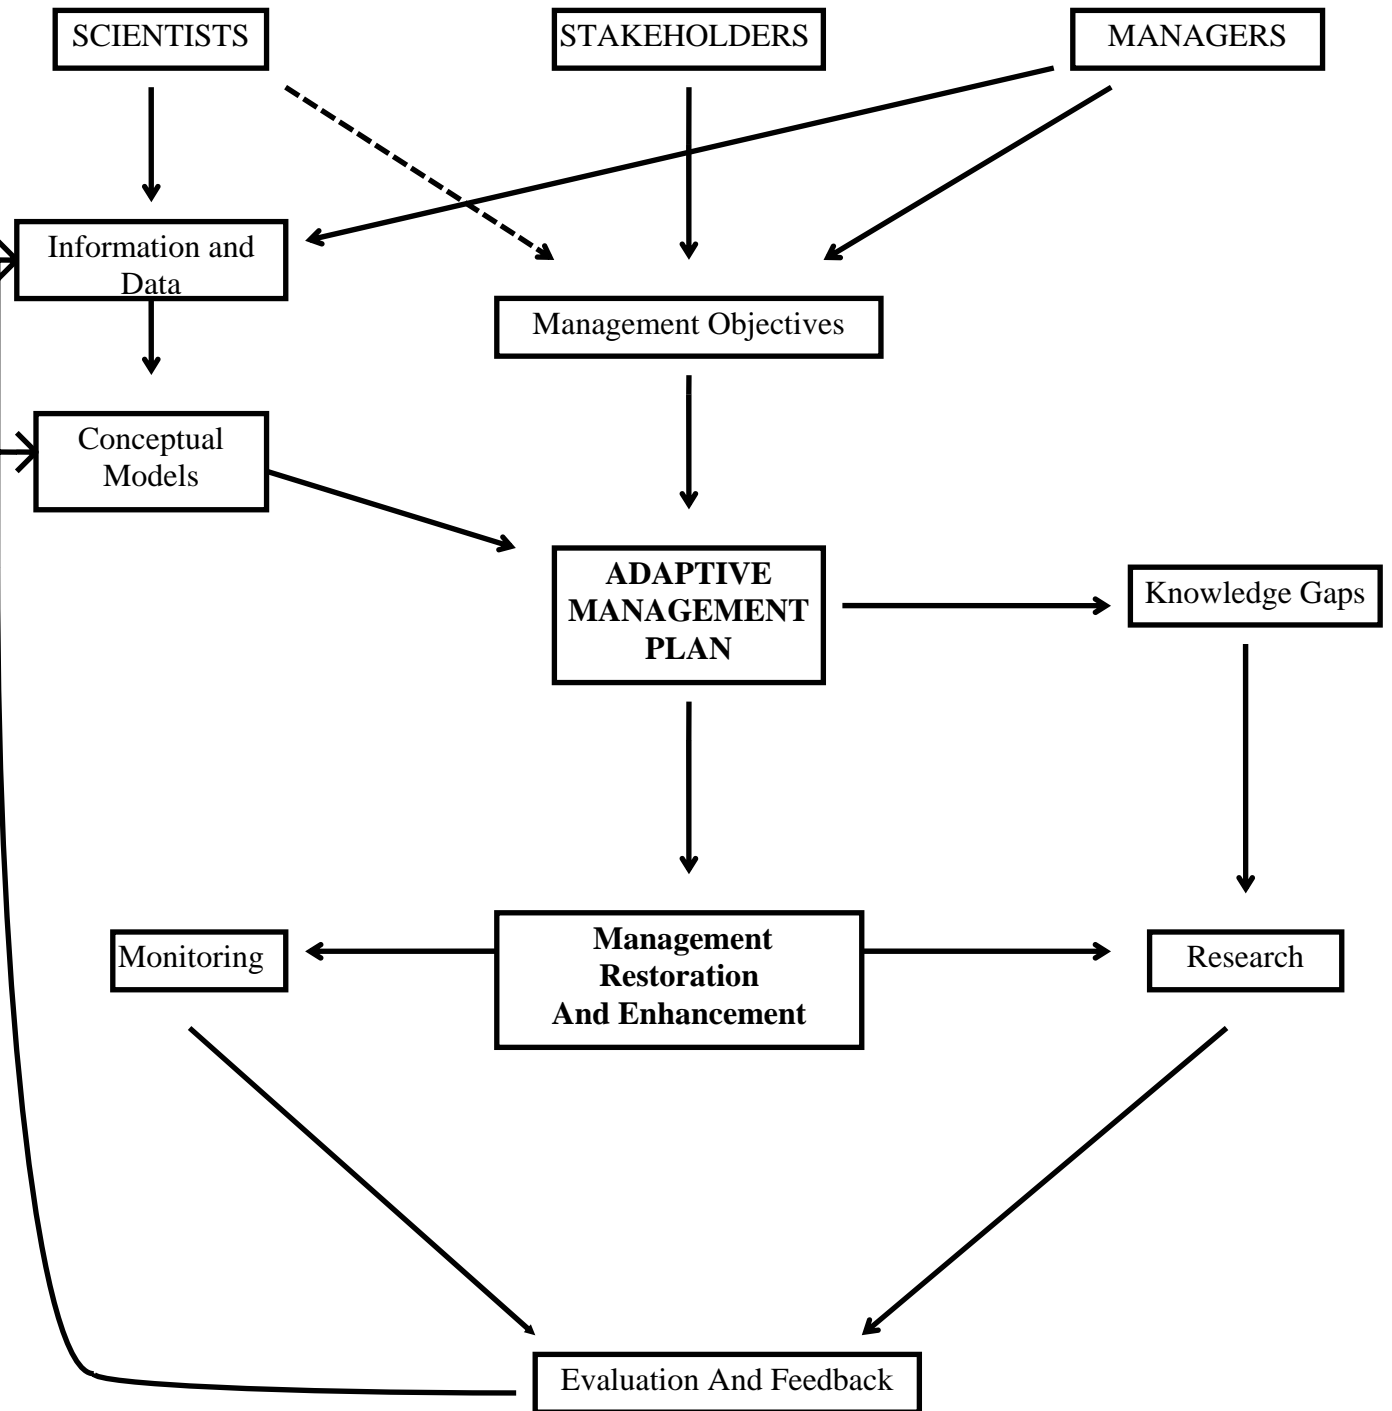 SCIENTISTS
STAKEHOLDERS
MANAGERS
Information and
Data
Management Objectives
Conceptual
Models
ADAPTIVE
MANAGEMENT
PLAN
Knowledge Gaps
Monitoring
Management
Restoration
And Enhancement
Research
Evaluation And Feedback